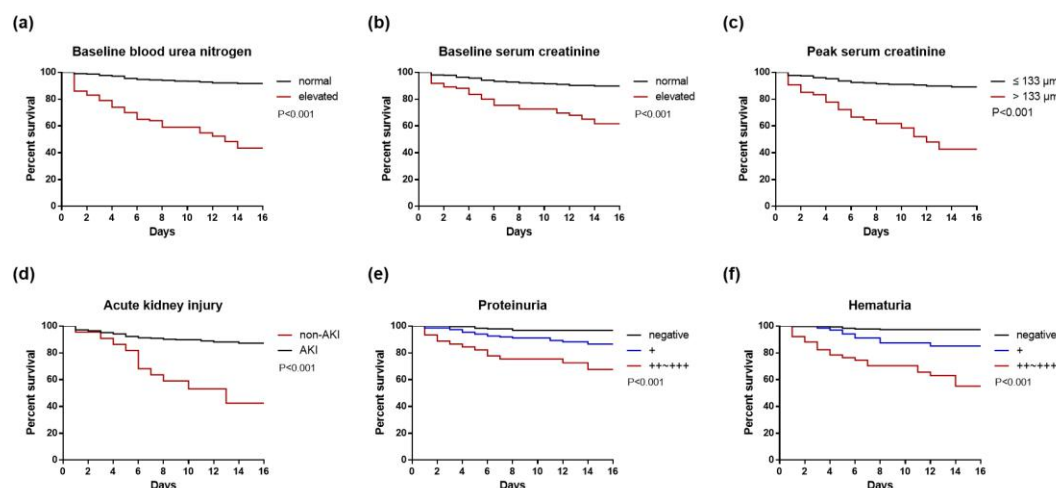 (a)
Baseline blood urea nitrogen
Percent survival
100
80
60
40
20
0
0 2 4 6 8 10 12 14 16
Days
normal
elevated
P<0.001
(b)
Baseline serum creatinine
Percent survival
100
80
60
40
20
0
0 2 4 6 8 10 12 14 16
Days
normal
elevated
P<0.001
(c)
Peak serum creatinine
Percent survival
100
80
60
40
20
0
0 2 4 6 8 10 12 14 16
Days
≤ 133 μm
> 133 μm
P<0.001
(d)
Acute kidney injury
Percent survival
100
80
60
40
20
0
0 2 4 6 8 10 12 14 16
Days
non-AKI
AKI
P<0.001
(e)
Proteinuria
Percent survival
100
80
60
40
20
0
0 2 4 6 8 10 12 14 16
Days
negative
+
++~+++
P<0.001
(f)
Hematuria
Percent survival
100
80
60
40
20
0
0 2 4 6 8 10 12 14 16
Days
negative
+
++~+++
P<0.001